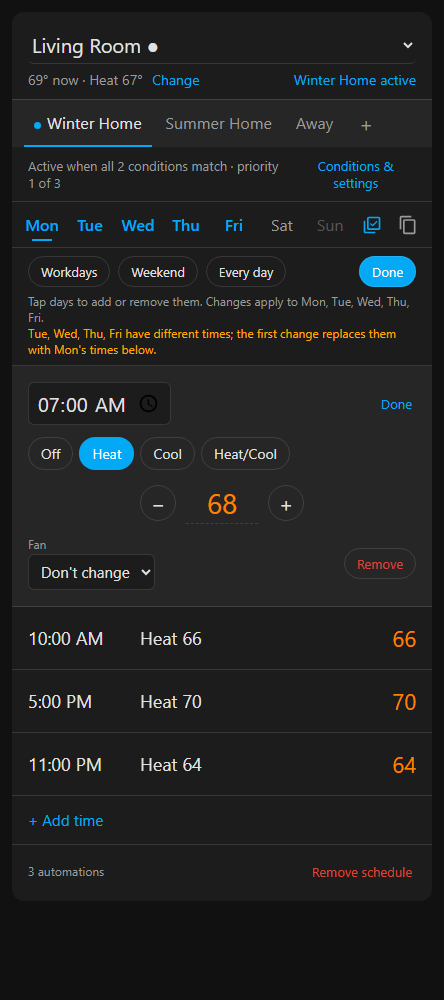 Living Room ●
69° now · Heat 67° Change
Winter Home active
● Winter Home
Summer Home
Away
+
Active when all 2 conditions match · priority
1 of 3
Conditions &
settings
Mon Tue Wed Thu Fri Sat Sun
Workdays
Weekend
Every day
Done
Tap days to add or remove them. Changes apply to Mon, Tue, Wed, Thu,
Fri.
Tue, Wed, Thu, Fri have different times; the first change replaces them
with Mon's times below.
07:00 AM
Done
Off
Heat
Cool
Heat/Cool
− 68 +
Fan
Don't change
Remove
10:00 AM Heat 66 66
5:00 PM Heat 70 70
11:00 PM Heat 64 64
+ Add time
3 automations
Remove schedule